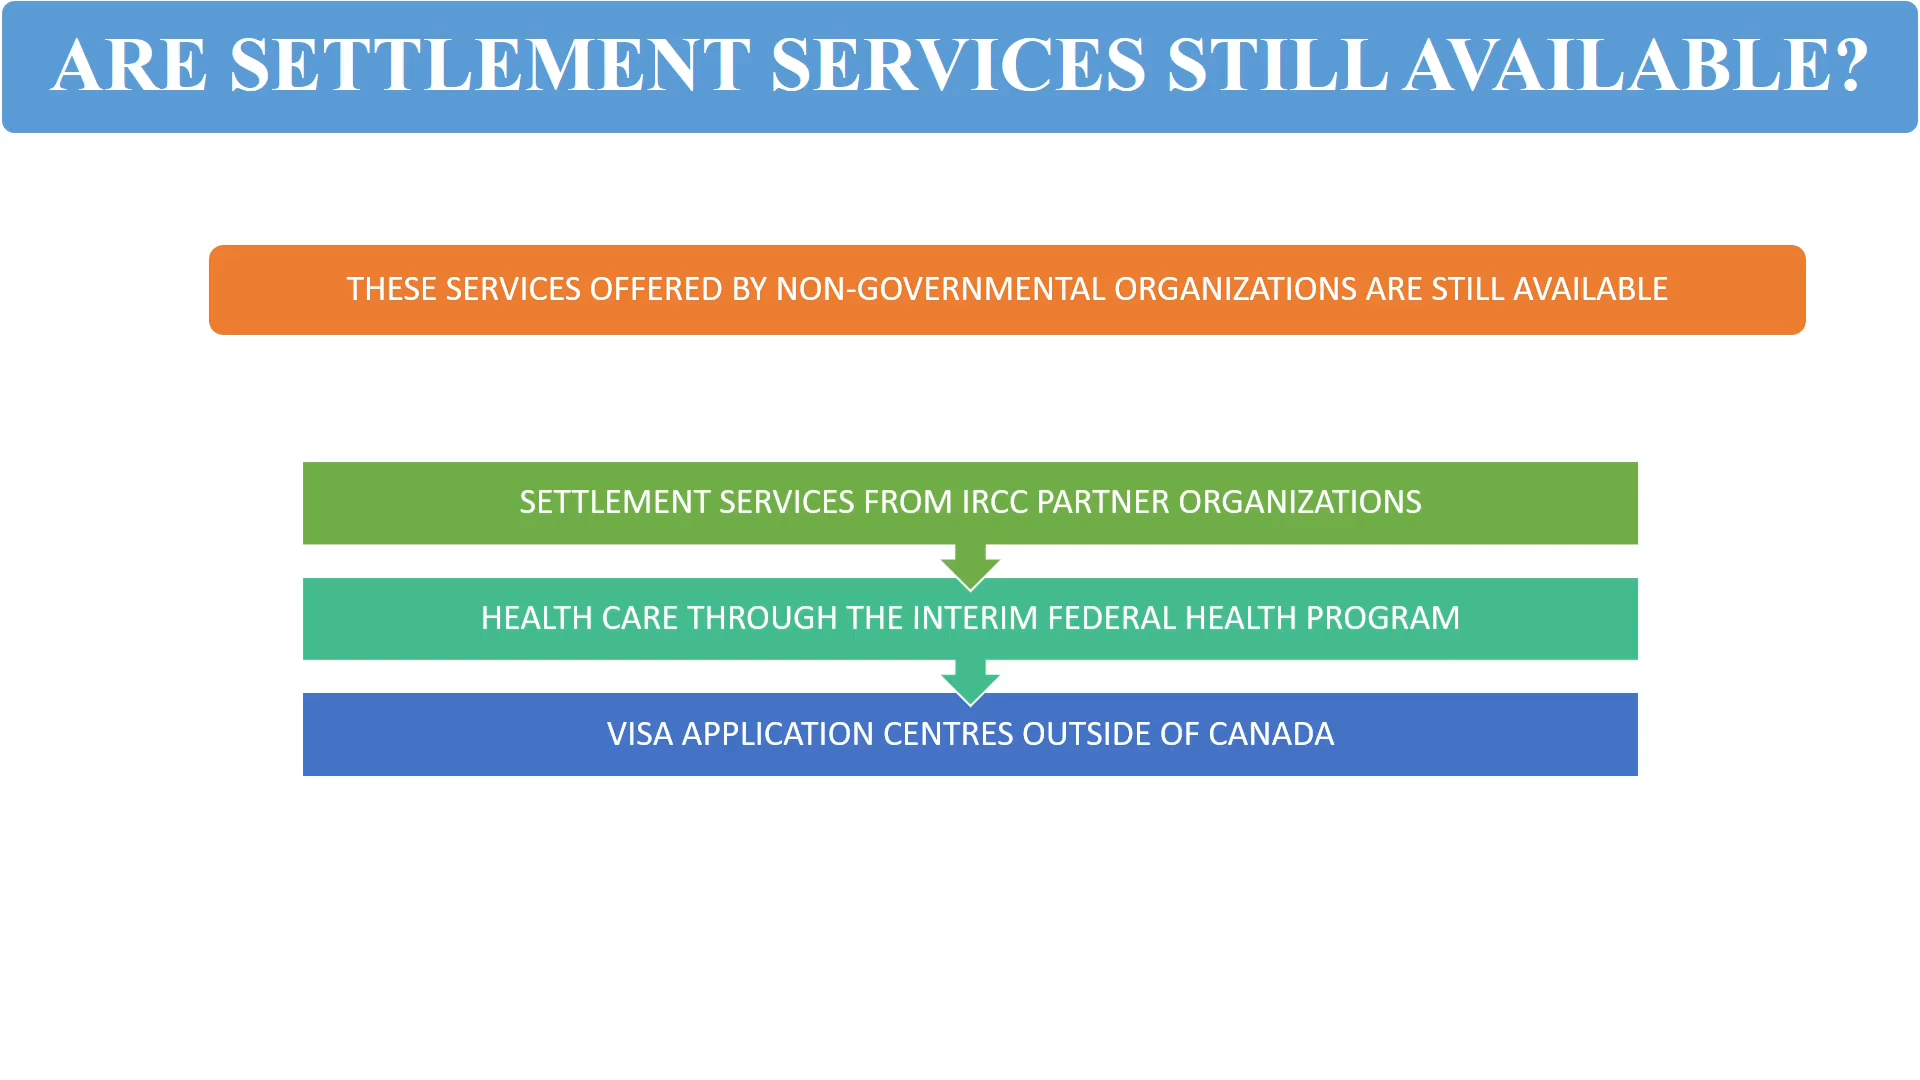 ARE SETTLEMENT SERVICES STILL AVAILABLE?
THESE SERVICES OFFERED BY NON-GOVERNMENTAL ORGANIZATIONS ARE STILL AVAILABLE
SETTLEMENT SERVICES FROM IRCC PARTNER ORGANIZATIONS
HEALTH CARE THROUGH THE INTERIM FEDERAL HEALTH PROGRAM
VISA APPLICATION CENTRES OUTSIDE OF CANADA